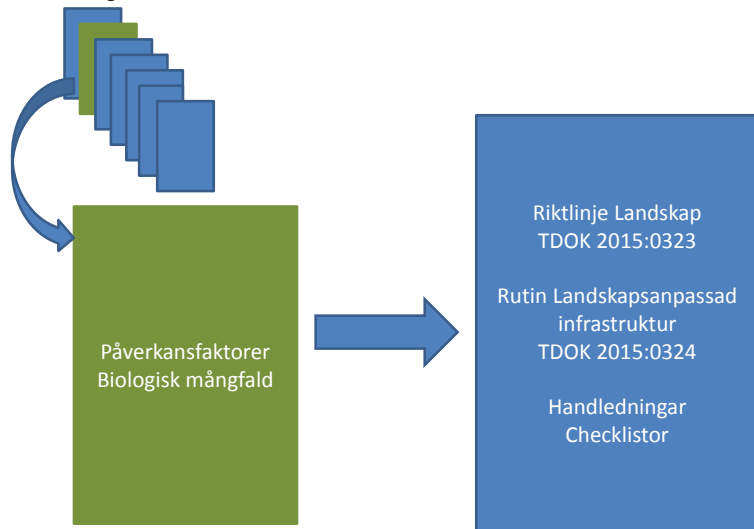 Påverkansfaktorer
Biologisk mångfald
Riktlinje Landskap
TDOK 2015:0323
Rutin Landskapsanpassad
infrastruktur
TDOK 2015:0324
Handledningar
Checklistor